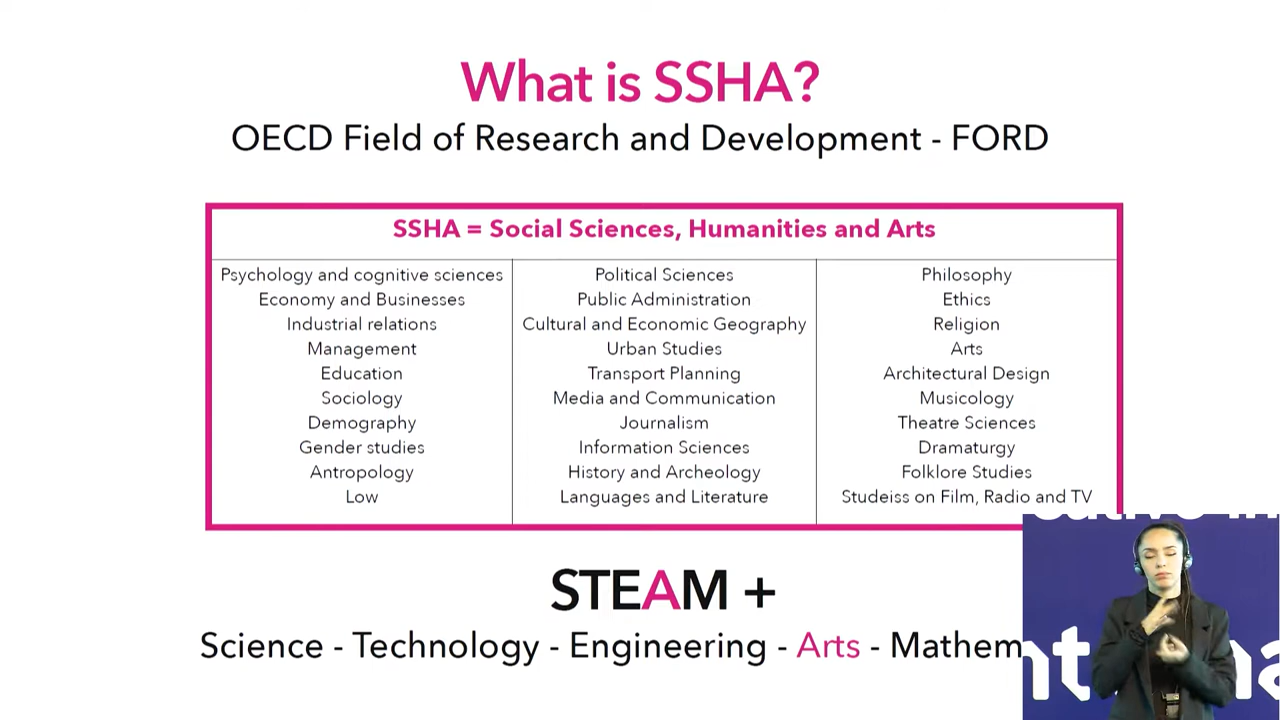 What is SSHA?
OECD Field of Research and Development - FORD
SSHA = Social Sciences, Humanities and Arts
Psychology and cognitive sciences
Economy and Businesses
Industrial relations
Management
Education
Sociology
Demography
Gender studies
Antropology
Low
Political Sciences
Public Administration
Cultural and Economic Geography
Urban Studies
Transport Planning
Media and Communication
Journalism
Information Sciences
History and Archeology
Languages and Literature
Philosophy
Ethics
Religion
Arts
Architectural Design
Musicology
Theatre Sciences
Dramaturgy
Folklore Studies
Studeiss on Film, Radio and TV
STEAM +
Science - Technology - Engineering - Arts - Mathem